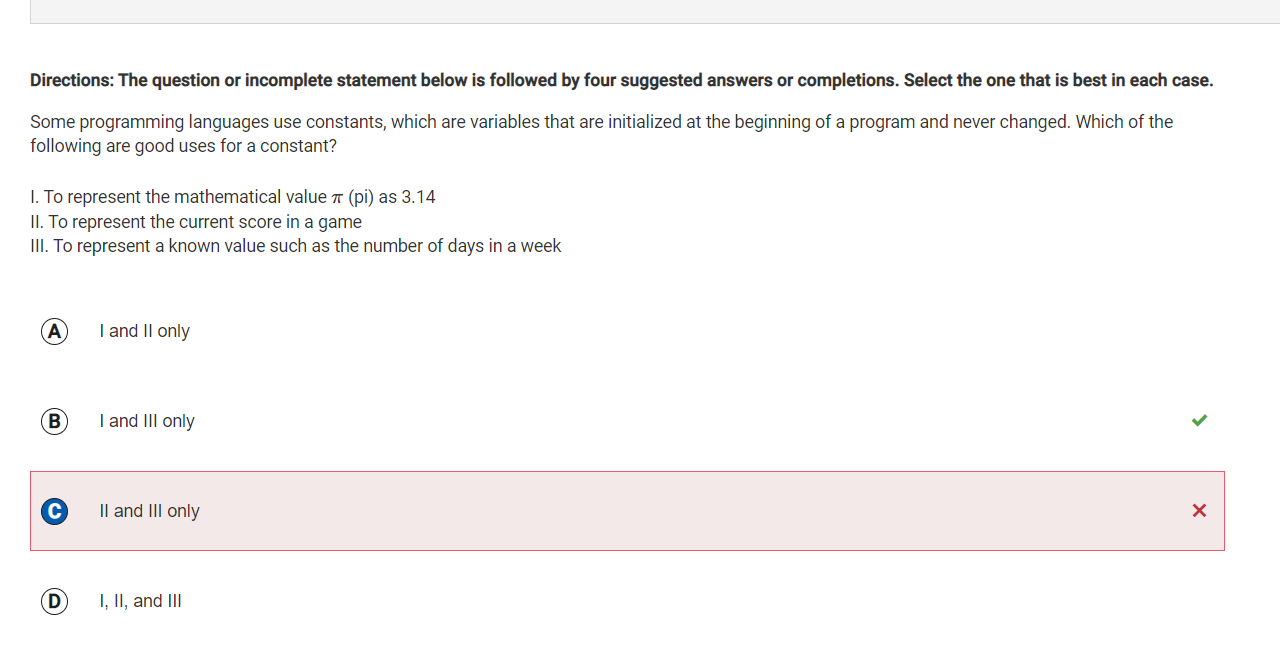 Directions: The question or incomplete statement below is followed by four suggested answers or completions. Select the one that is best in each case.
Some programming languages use constants, which are variables that are initialized at the beginning of a program and never changed. Which of the
following are good uses for a constant?
I. To represent the mathematical value π (pi) as 3.14
II. To represent the current score in a game
III. To represent a known value such as the number of days in a week
A I and II only
B I and III only
C II and III only
D I, II, and III